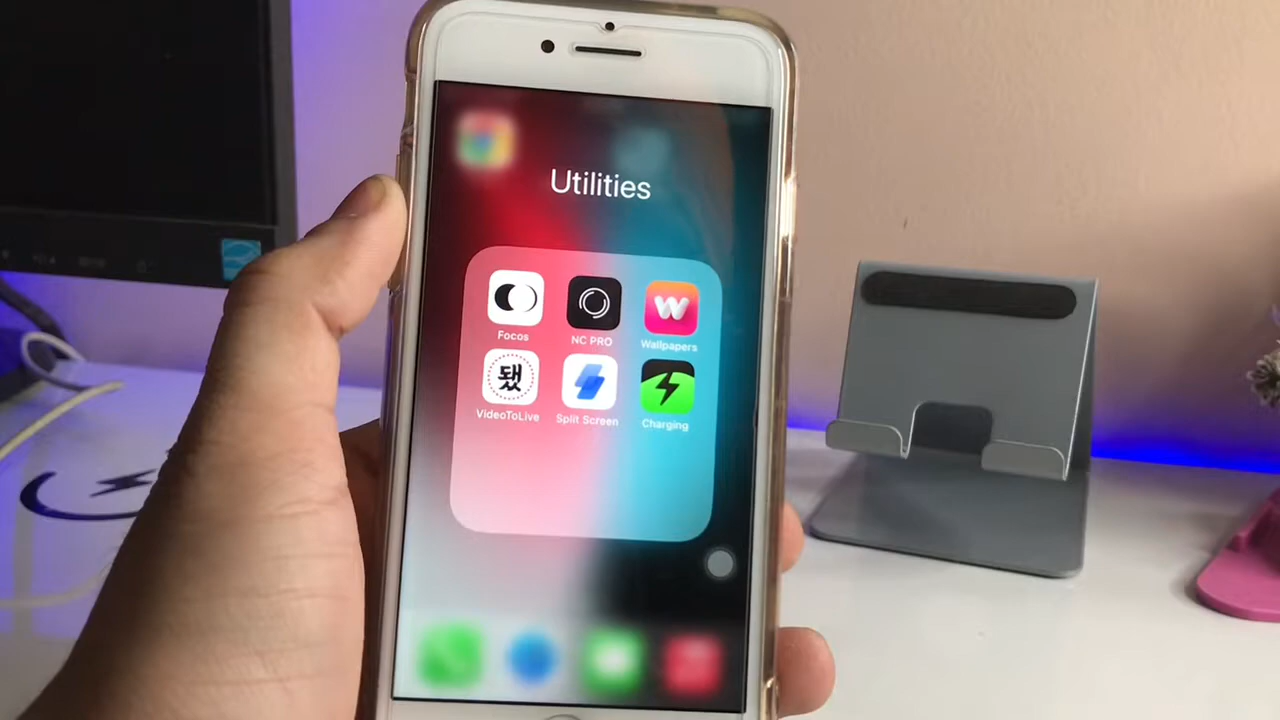 Utilities
Focos
NC PRO
W
Wallpapers
됐
VideoToLive
Split Screen
Charging